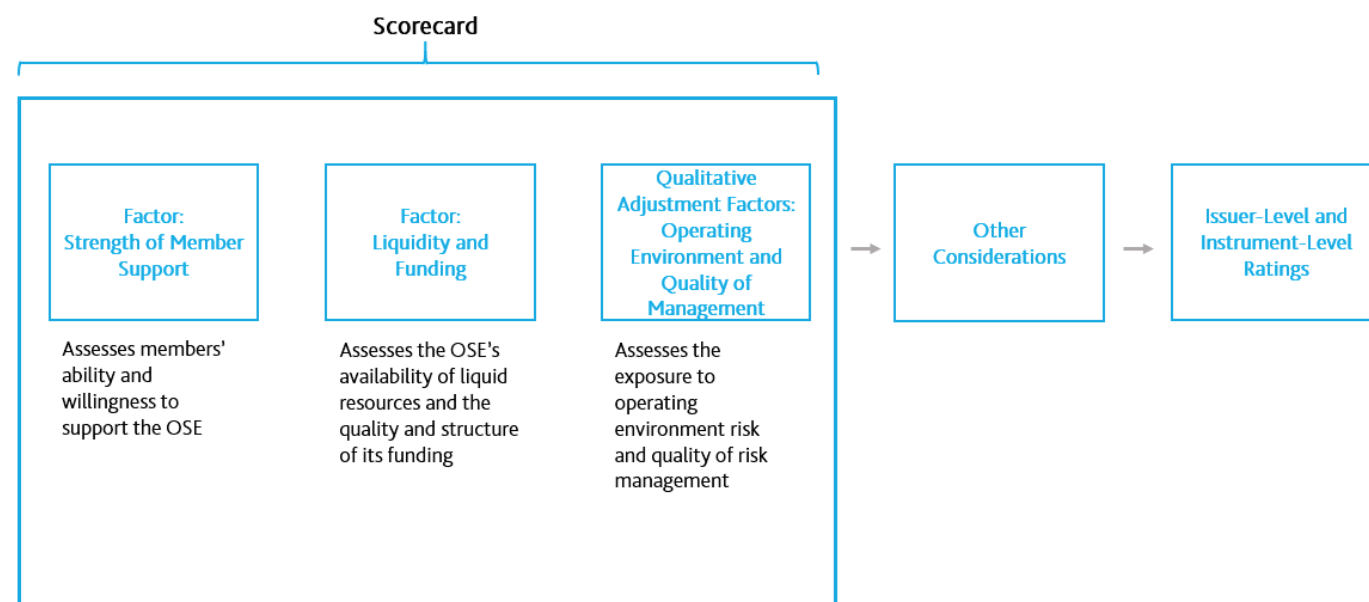 Scorecard
Factor:
Strength of Member
Support
Factor:
Liquidity and
Funding
Qualitative
Adjustment Factors:
Operating
Environment and
Quality of
Management
Other
Considerations
Issuer-Level and
Instrument-Level
Ratings
Assesses members’
ability and
willingness to
support the OSE
Assesses the OSE’s
availability of liquid
resources and the
quality and structure
of its funding
Assesses the
exposure to
operating
environment risk
and quality of risk
management